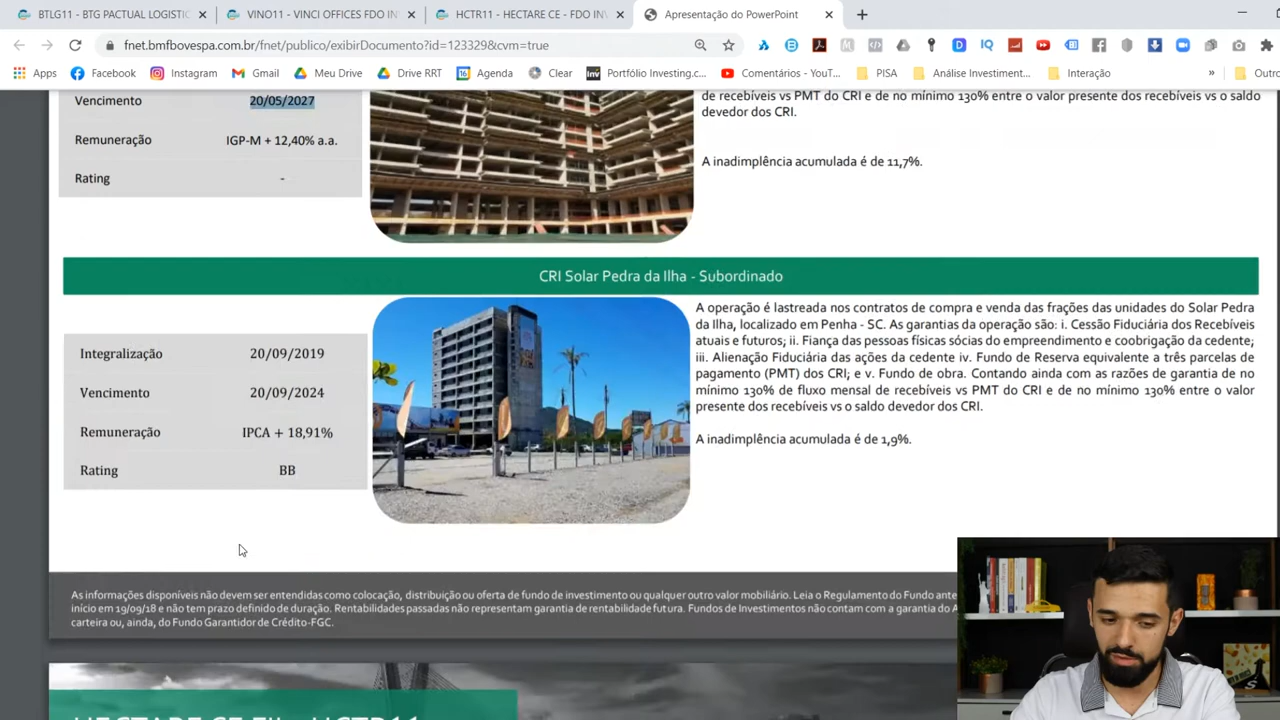 BTLG11 - BTG PACTUAL LOGISTIC
VINO11 - VINCI OFFICES FDO IN
HCTR11 - HECTARE CE - FDO IN
Apresentação do PowerPoint
fnet.bmfbovespa.com.br/fnet/publico/exibirDocumento?id=123329&cvm=true
Apps
Facebook
Instagram
Gmail
Meu Drive
Drive RRT
Agenda
Clear
Portfólio Investing.c...
Comentários - YouT...
PISA
Análise Investiment...
Interação
Outro
Vencimento 20/05/2027
Remuneração IGP-M + 12,40% a.a.
Rating -
de recebíveis vs PMT do CRI e de no mínimo 130% entre o valor presente dos recebíveis vs o saldo
devedor dos CRI.
A inadimplência acumulada é de 11,7%.
CRI Solar Pedra da Ilha - Subordinado
Integralização 20/09/2019
Vencimento 20/09/2024
Remuneração IPCA + 18,91%
Rating BB
A operação é lastreada nos contratos de compra e venda das frações das unidades do Solar Pedra
da Ilha, localizado em Penha - SC. As garantias da operação são: i. Cessão Fiduciária dos Recebíveis
atuais e futuros; ii. Fiança das pessoas físicas sócios do empreendimento e coobrigação da cedente;
iii. Alienação Fiduciária das ações da cedente iv. Fundo de Reserva equivalente a três parcelas de
pagamento (PMT) dos CRI; e v. Fundo de obra. Contando ainda com as razões de garantia de no
mínimo 130% de fluxo mensal de recebíveis vs PMT do CRI e de no mínimo 130% entre o valor
presente dos recebíveis vs o saldo devedor dos CRI.
A inadimplência acumulada é de 1,9%.
As informações disponíveis não devem ser entendidas como colocação, distribuição ou oferta de fundo de investimento ou qualquer outro valor mobiliário. Leia o Regulamento do Fundo ante
início em 19/09/18 e não tem prazo definido de duração. Rentabilidades passadas não representam garantia de rentabilidade futura. Fundos de Investimentos não contam com a garantia do A
carteira ou, ainda, do Fundo Garantidor de Crédito-FGC.